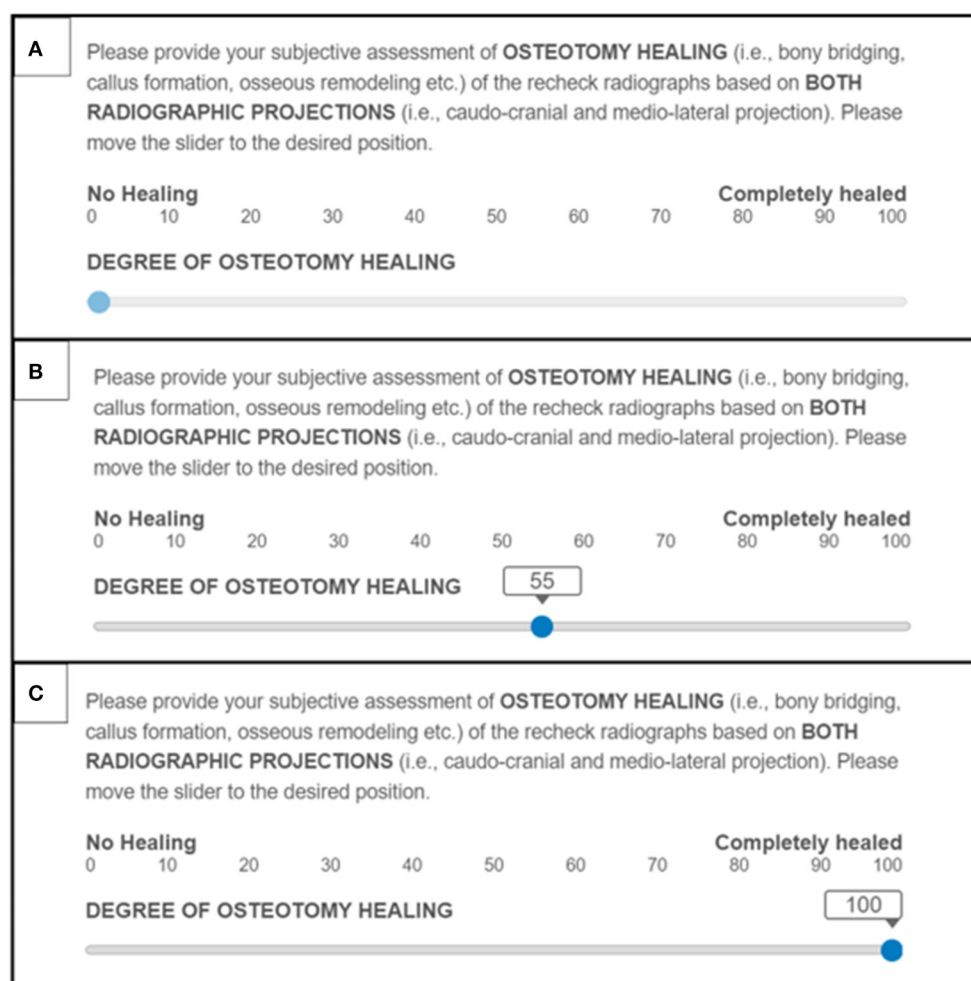 A
Please provide your subjective assessment of OSTEOTOMY HEALING (i.e., bony bridging,
callus formation, osseous remodeling etc.) of the recheck radiographs based on BOTH
RADIOGRAPHIC PROJECTIONS (i.e., caudo-cranial and medio-lateral projection). Please
move the slider to the desired position.
No Healing Completely healed
0 10 20 30 40 50 60 70 80 90 100
DEGREE OF OSTEOTOMY HEALING
B
Please provide your subjective assessment of OSTEOTOMY HEALING (i.e., bony bridging,
callus formation, osseous remodeling etc.) of the recheck radiographs based on BOTH
RADIOGRAPHIC PROJECTIONS (i.e., caudo-cranial and medio-lateral projection). Please
move the slider to the desired position.
No Healing Completely healed
0 10 20 30 40 50 60 70 80 90 100
DEGREE OF OSTEOTOMY HEALING 55
C
Please provide your subjective assessment of OSTEOTOMY HEALING (i.e., bony bridging,
callus formation, osseous remodeling etc.) of the recheck radiographs based on BOTH
RADIOGRAPHIC PROJECTIONS (i.e., caudo-cranial and medio-lateral projection). Please
move the slider to the desired position.
No Healing Completely healed
0 10 20 30 40 50 60 70 80 90 100
DEGREE OF OSTEOTOMY HEALING 100